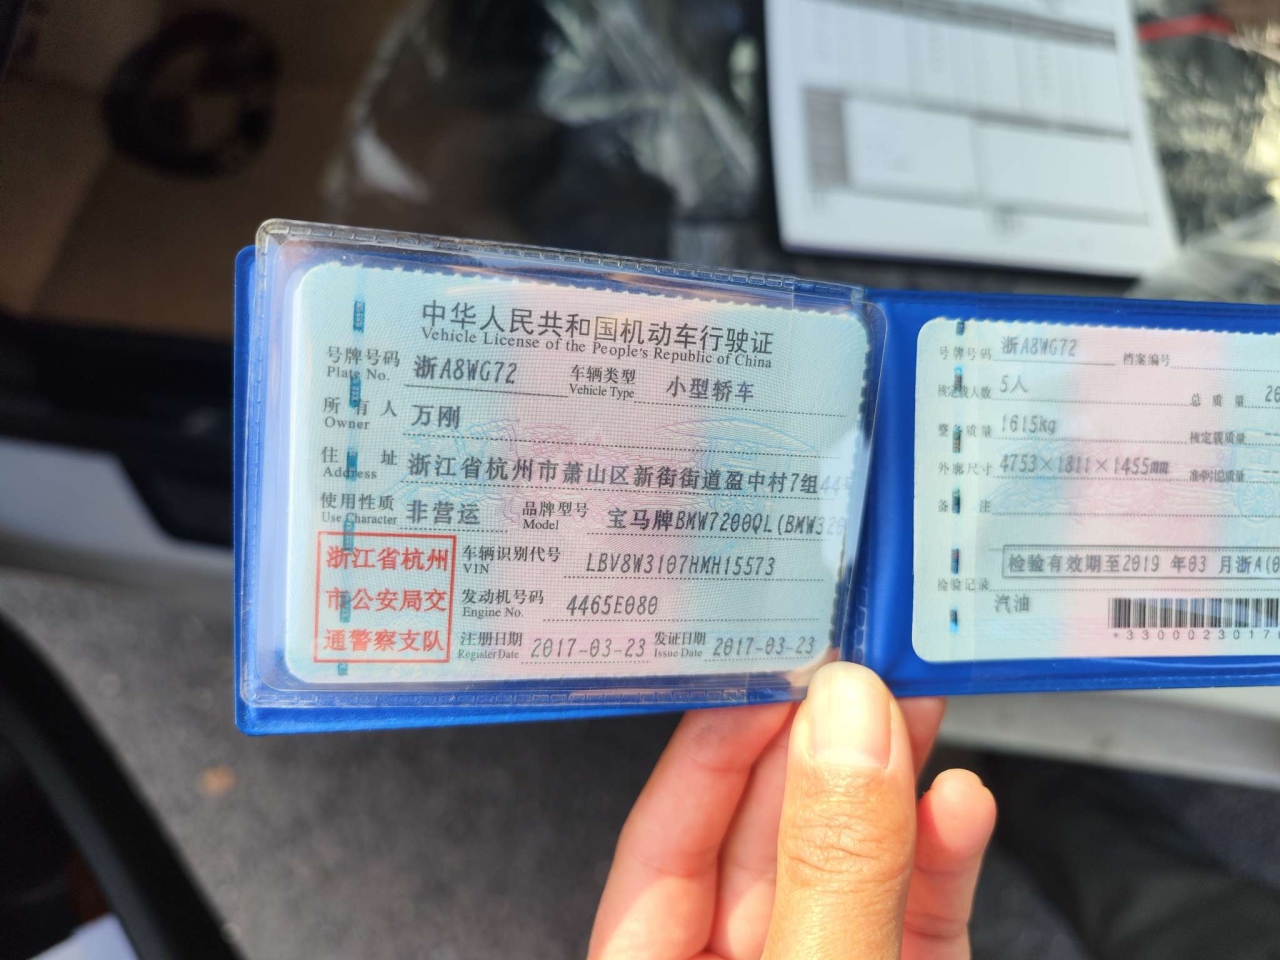 中华人民共和国机动车行驶证
Vehicle License of the People's Republic of China
号牌号码 浙A8WG72 车辆类型 小型轿车
Plate No. Vehicle Type
所有人 万刚
Owner
住址 浙江省杭州市萧山区新街街道盈中村7组44
Address
使用性质 非营运 品牌型号 宝马牌BMW7200QL(BMW320
Use Character Model
浙江省杭州
市公安局交
通警察支队
车辆识别代号 LBV8W3107HMH15573
VIN
发动机号码 4465E080
Engine No.
注册日期 2017-03-23 发证日期 2017-03-23
Register Date Issue Date
号牌号码 浙A8WG72 档案编号
核定载人数 5人 总质量 20
整备质量 1615kg 核定载质量
外廓尺寸 4753×1811×1455mm 准牵引总质量
备注
检验有效期至2019年03月浙A(0
检验记录
汽油
*3300023017